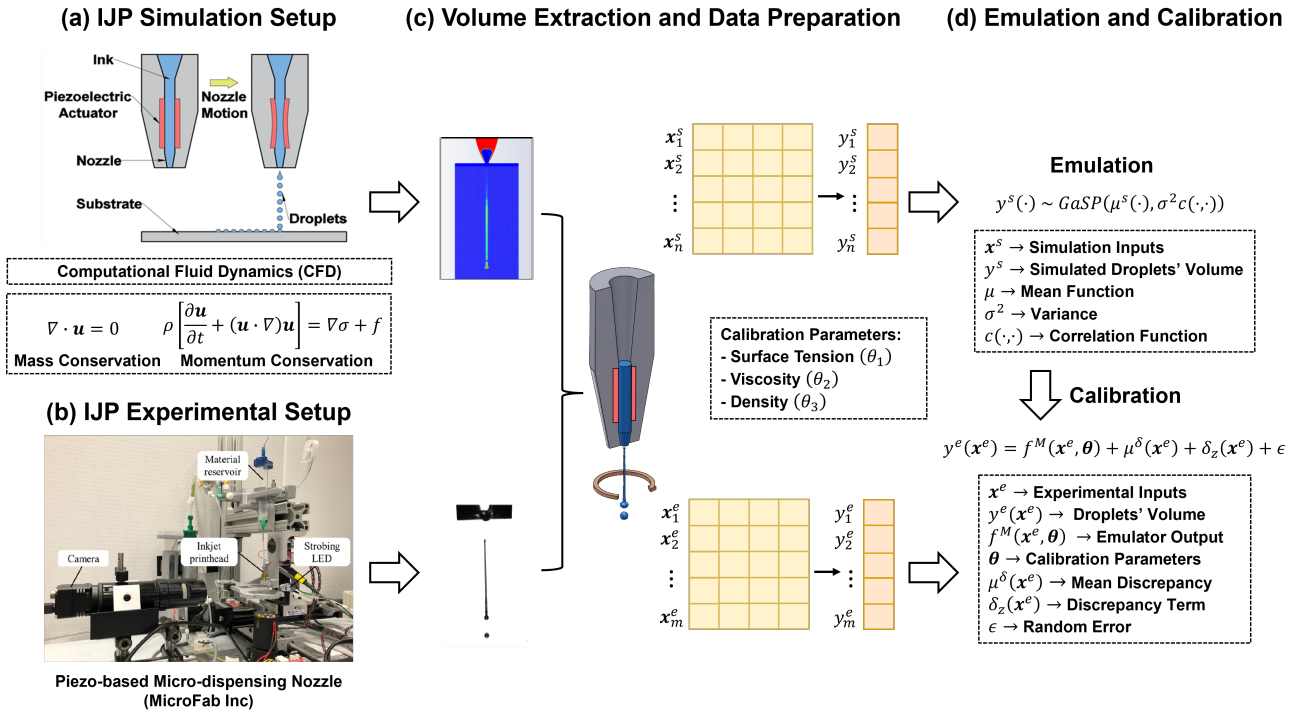 (a) IJP Simulation Setup
Ink
Piezoelectric
Actuator
Nozzle
Motion
Nozzle
Substrate
Droplets
Computational Fluid Dynamics (CFD)
∇ · 𝒖 = 0
ρ[∂𝒖/∂t + (𝒖 · ∇)𝒖] = ∇σ + f
Mass Conservation
Momentum Conservation
(b) IJP Experimental Setup
Material
reservoir
Camera
Inkjet
printhead
Strobing
LED
Piezo-based Micro-dispensing Nozzle
(MicroFab Inc)
(c) Volume Extraction and Data Preparation
𝒙₁ˢ
𝒙₂ˢ
⋮
𝒙ₙˢ
y₁ˢ
y₂ˢ
⋮
yₙˢ
Calibration Parameters:
- Surface Tension (θ₁)
- Viscosity (θ₂)
- Density (θ₃)
𝒙₁ᵉ
𝒙₂ᵉ
⋮
𝒙ₘᵉ
y₁ᵉ
y₂ᵉ
⋮
yₘᵉ
(d) Emulation and Calibration
Emulation
yˢ(·) ~ GaSP(μˢ(·), σ²c(·,·))
𝒙ˢ → Simulation Inputs
yˢ → Simulated Droplets' Volume
μ → Mean Function
σ² → Variance
c(·,·) → Correlation Function
Calibration
yᵉ(𝒙ᵉ) = fᴹ(𝒙ᵉ, 𝜽) + μᵟ(𝒙ᵉ) + δ_z(𝒙ᵉ) + ϵ
𝒙ᵉ → Experimental Inputs
yᵉ(𝒙ᵉ) → Droplets' Volume
fᴹ(𝒙ᵉ, 𝜽) → Emulator Output
𝜽 → Calibration Parameters
μᵟ(𝒙ᵉ) → Mean Discrepancy
δ_z(𝒙ᵉ) → Discrepancy Term
ϵ → Random Error